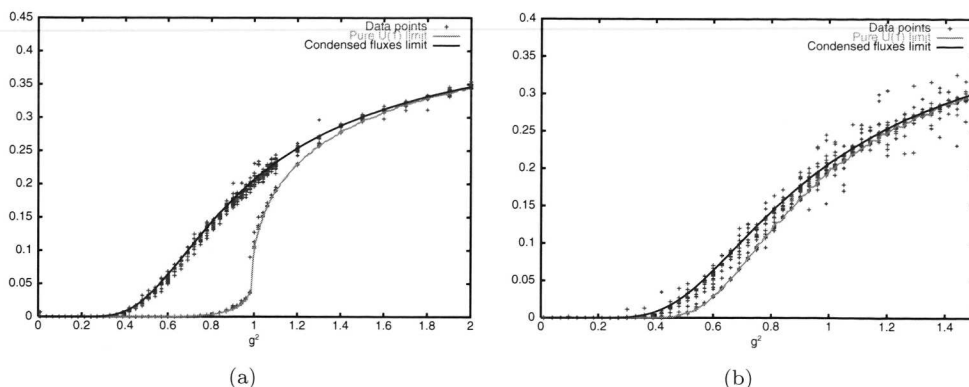 0.45
0.4
0.35
0.3
0.25
0.2
0.15
0.1
0.05
0
0 0.2 0.4 0.6 0.8 1 1.2 1.4 1.6 1.8 2
g²
Data points
Pure U(1) limit
Condensed fluxes limit
(a)
0.4
0.35
0.3
0.25
0.2
0.15
0.1
0.05
0
0 0.2 0.4 0.6 0.8 1 1.2 1.4
g²
Data points
Pure U(1) limit
Condensed fluxes limit
(b)